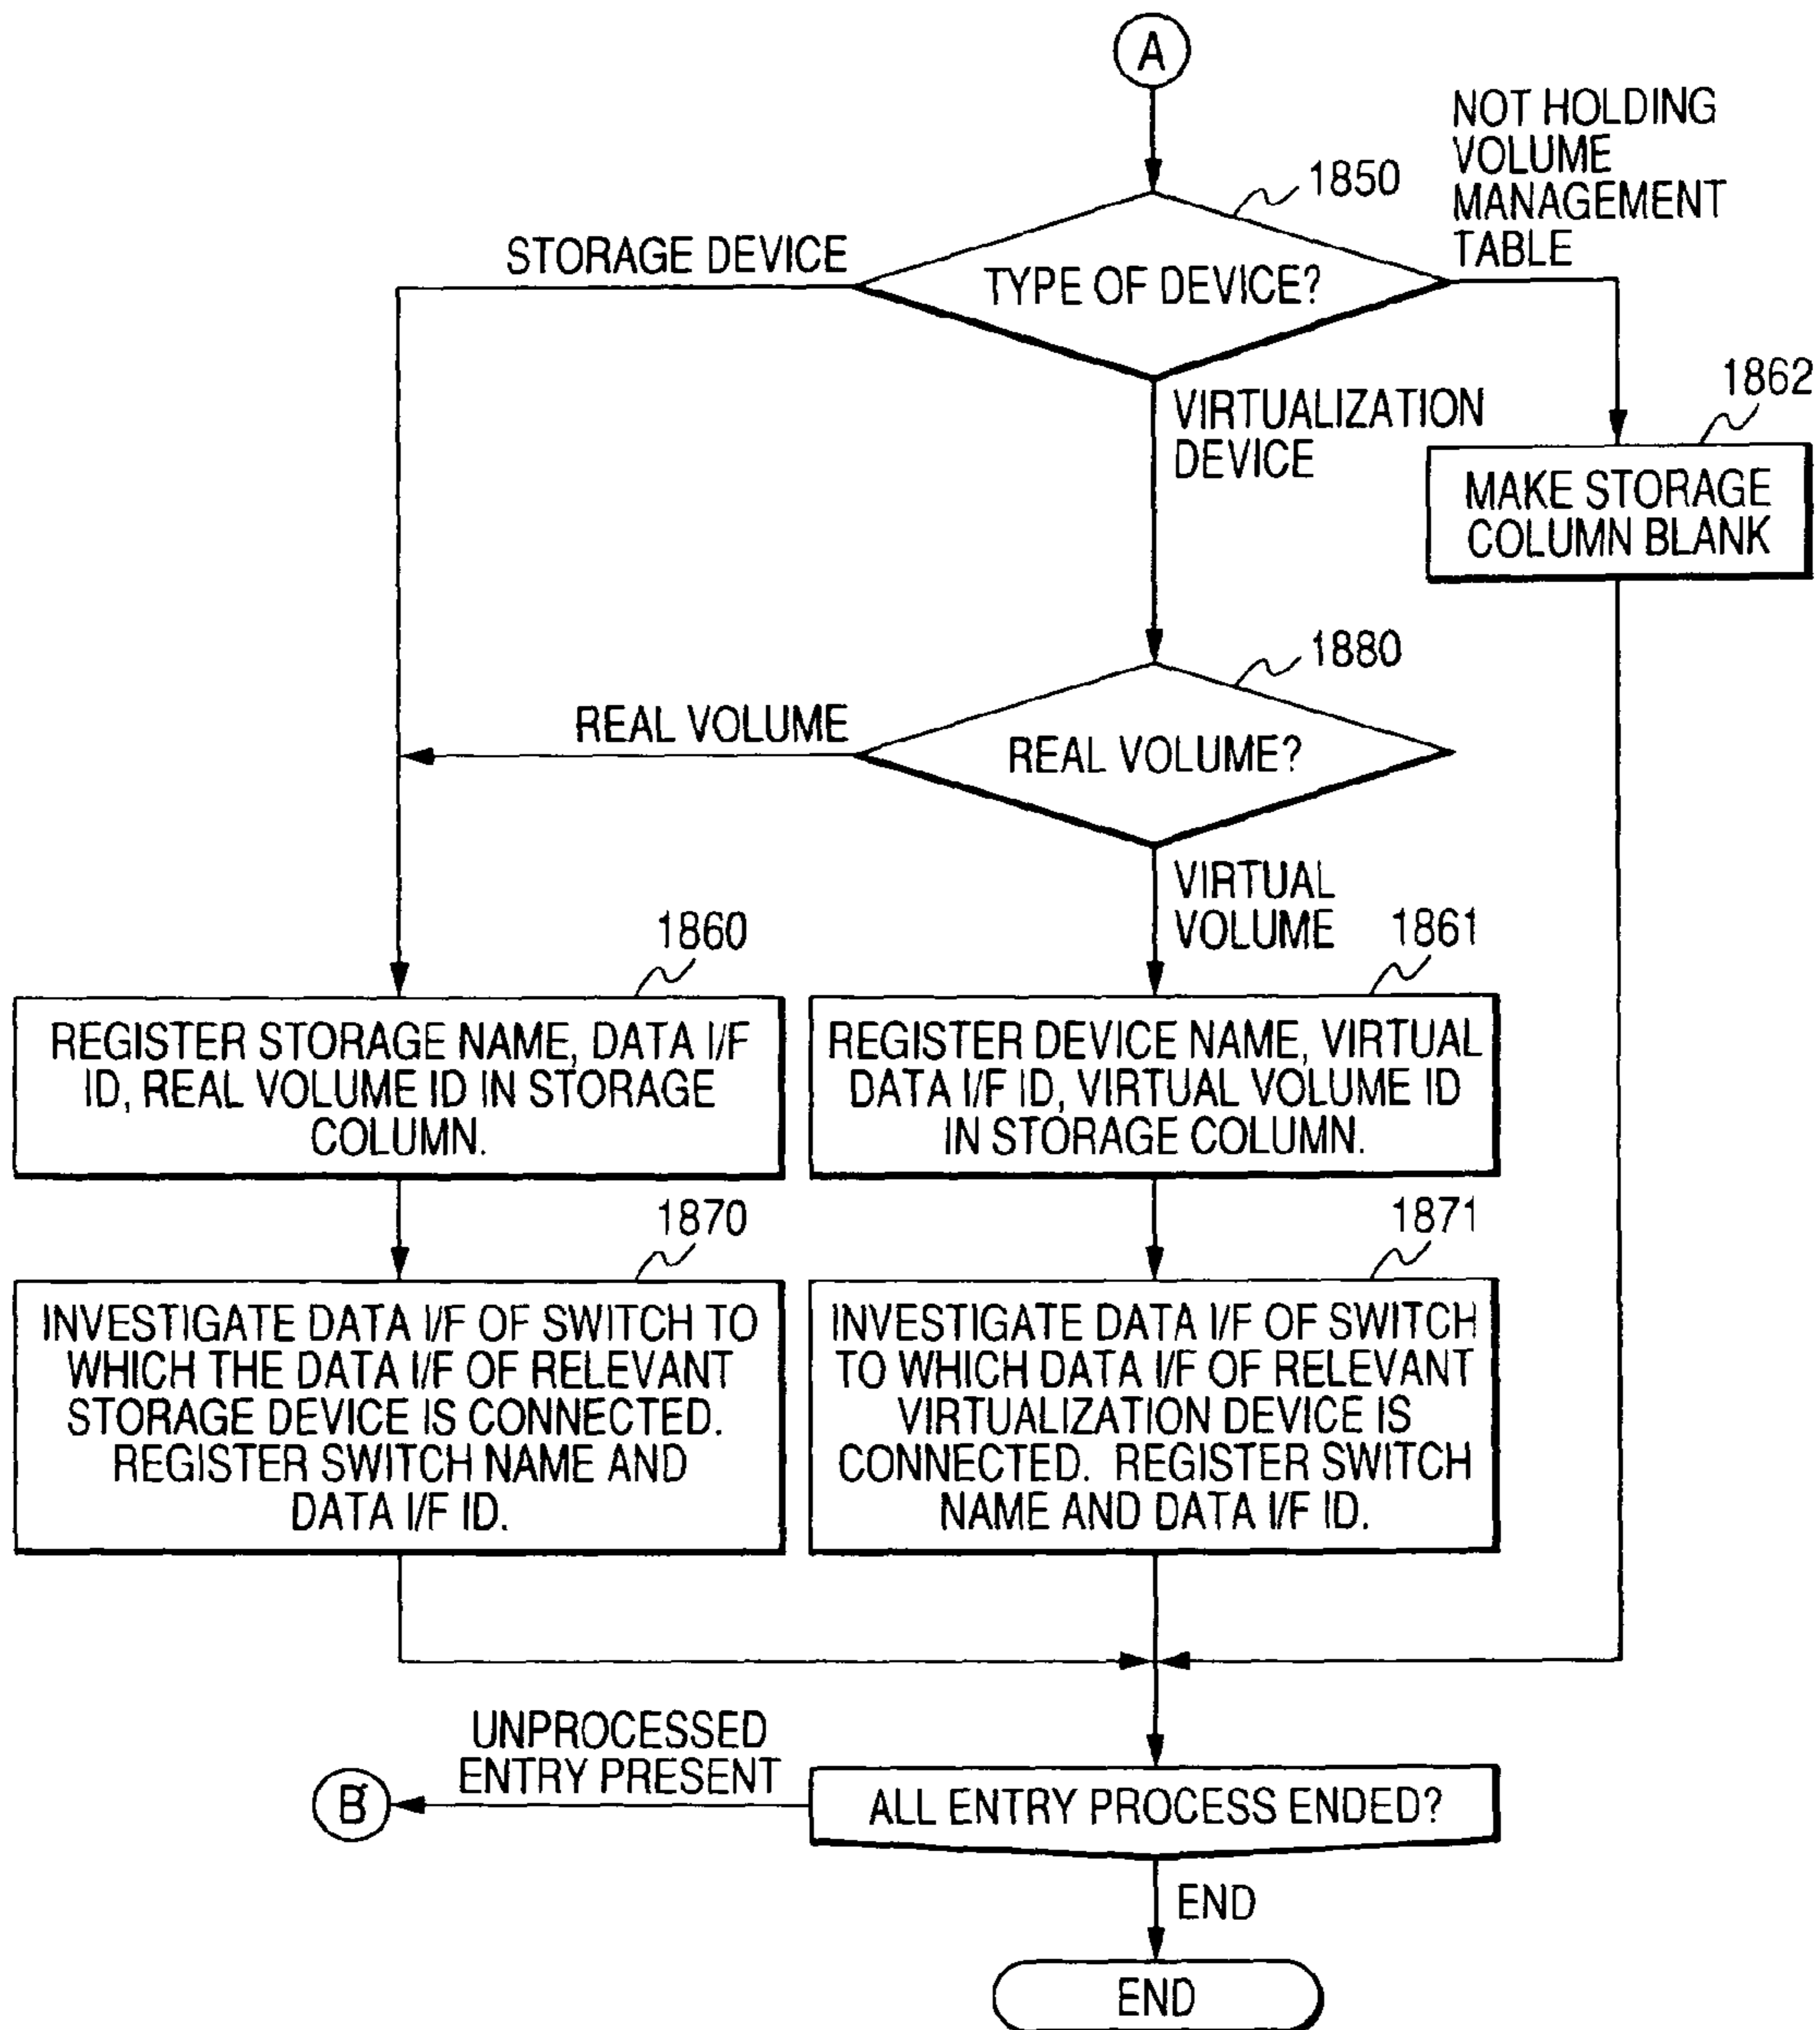 A
NOT HOLDING
VOLUME
MANAGEMENT
TABLE
1850
STORAGE DEVICE
TYPE OF DEVICE?
1862
VIRTUALIZATION
DEVICE
MAKE STORAGE
COLUMN BLANK
1880
REAL VOLUME
REAL VOLUME?
VIRTUAL
VOLUME
1860
1861
REGISTER STORAGE NAME, DATA I/F
ID, REAL VOLUME ID IN STORAGE
COLUMN.
REGISTER DEVICE NAME, VIRTUAL
DATA I/F ID, VIRTUAL VOLUME ID
IN STORAGE COLUMN.
1870
1871
INVESTIGATE DATA I/F OF SWITCH TO
WHICH THE DATA I/F OF RELEVANT
STORAGE DEVICE IS CONNECTED.
REGISTER SWITCH NAME AND
DATA I/F ID.
INVESTIGATE DATA I/F OF SWITCH
TO WHICH DATA I/F OF RELEVANT
VIRTUALIZATION DEVICE IS
CONNECTED. REGISTER SWITCH
NAME AND DATA I/F ID.
UNPROCESSED
ENTRY PRESENT
B
ALL ENTRY PROCESS ENDED?
END
END